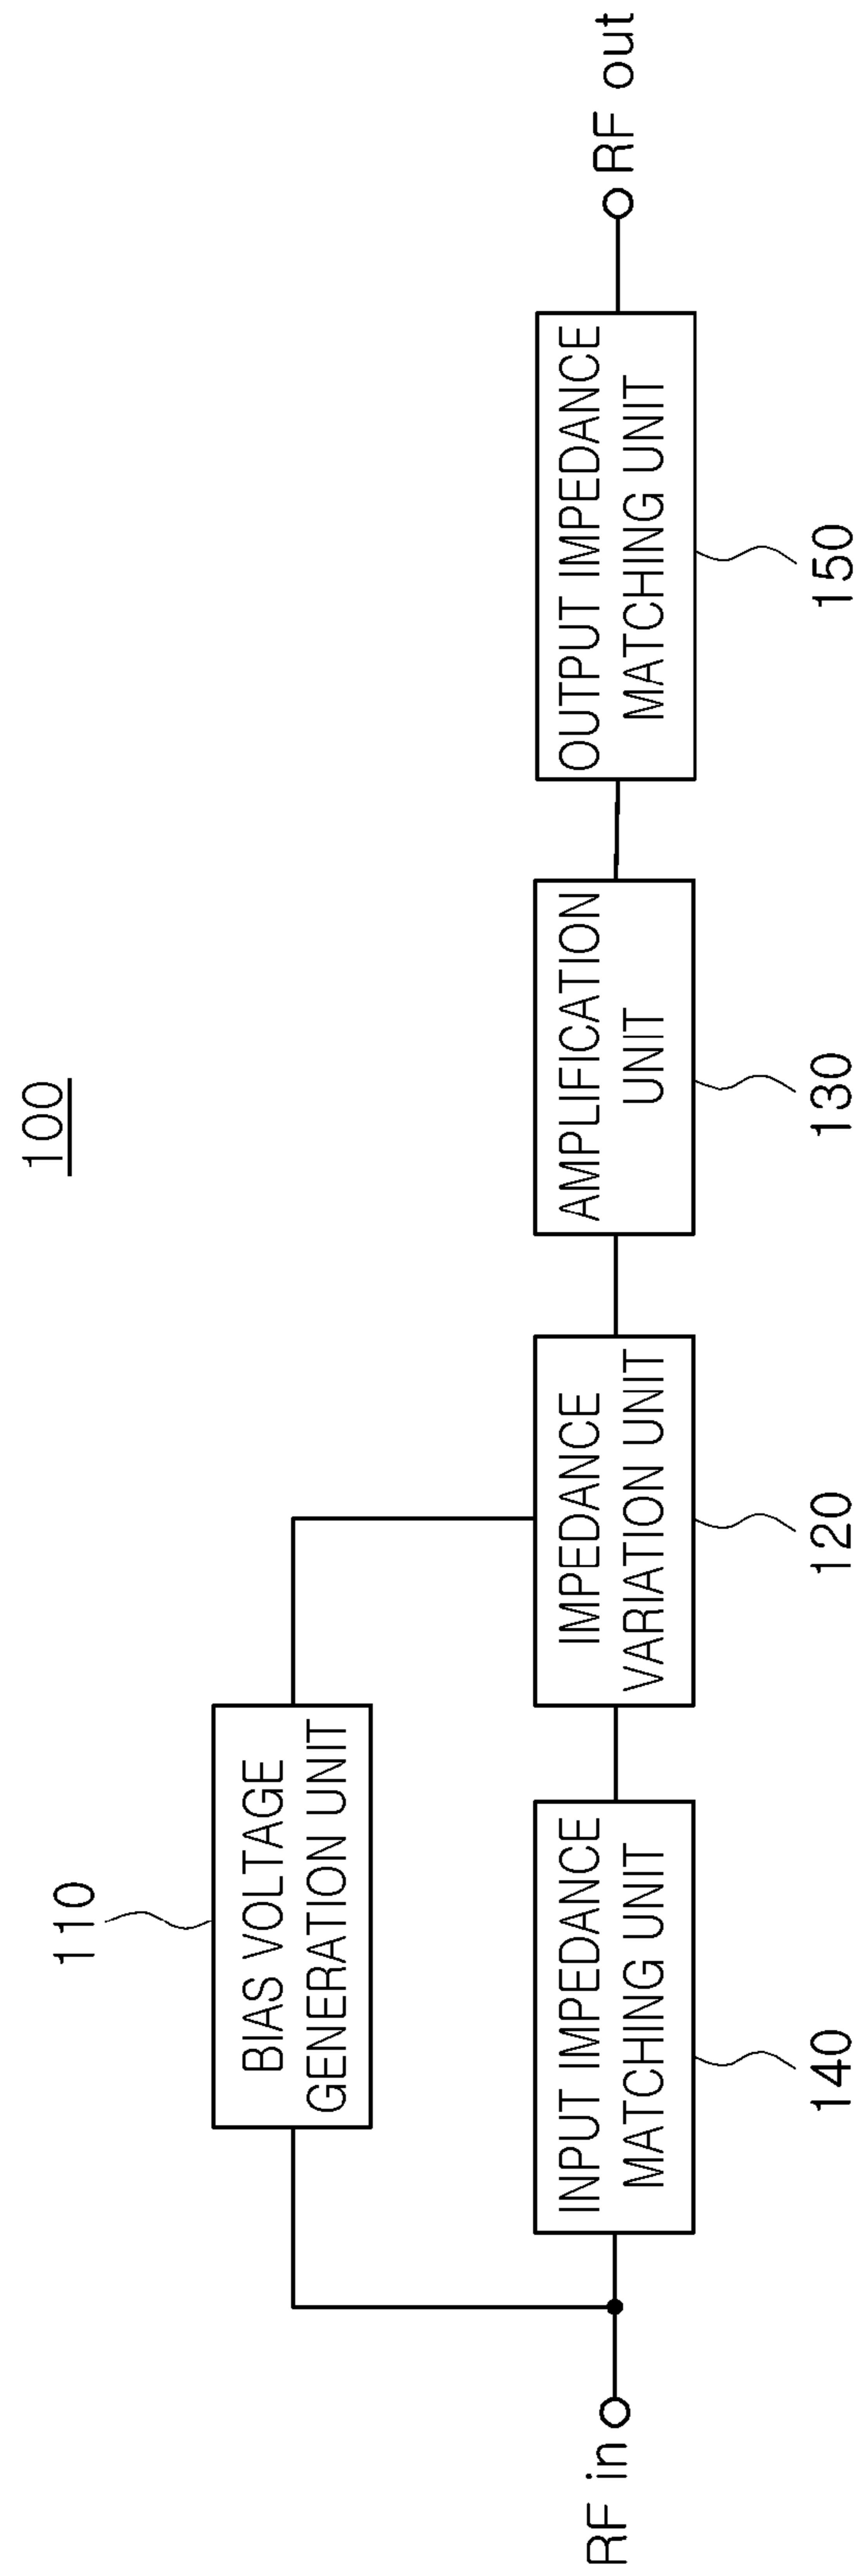 100
110
BIAS VOLTAGE
GENERATION UNIT
RF in
INPUT IMPEDANCE
MATCHING UNIT
IMPEDANCE
VARIATION UNIT
AMPLIFICATION
UNIT
OUTPUT IMPEDANCE
MATCHING UNIT
RF out
140
120
130
150